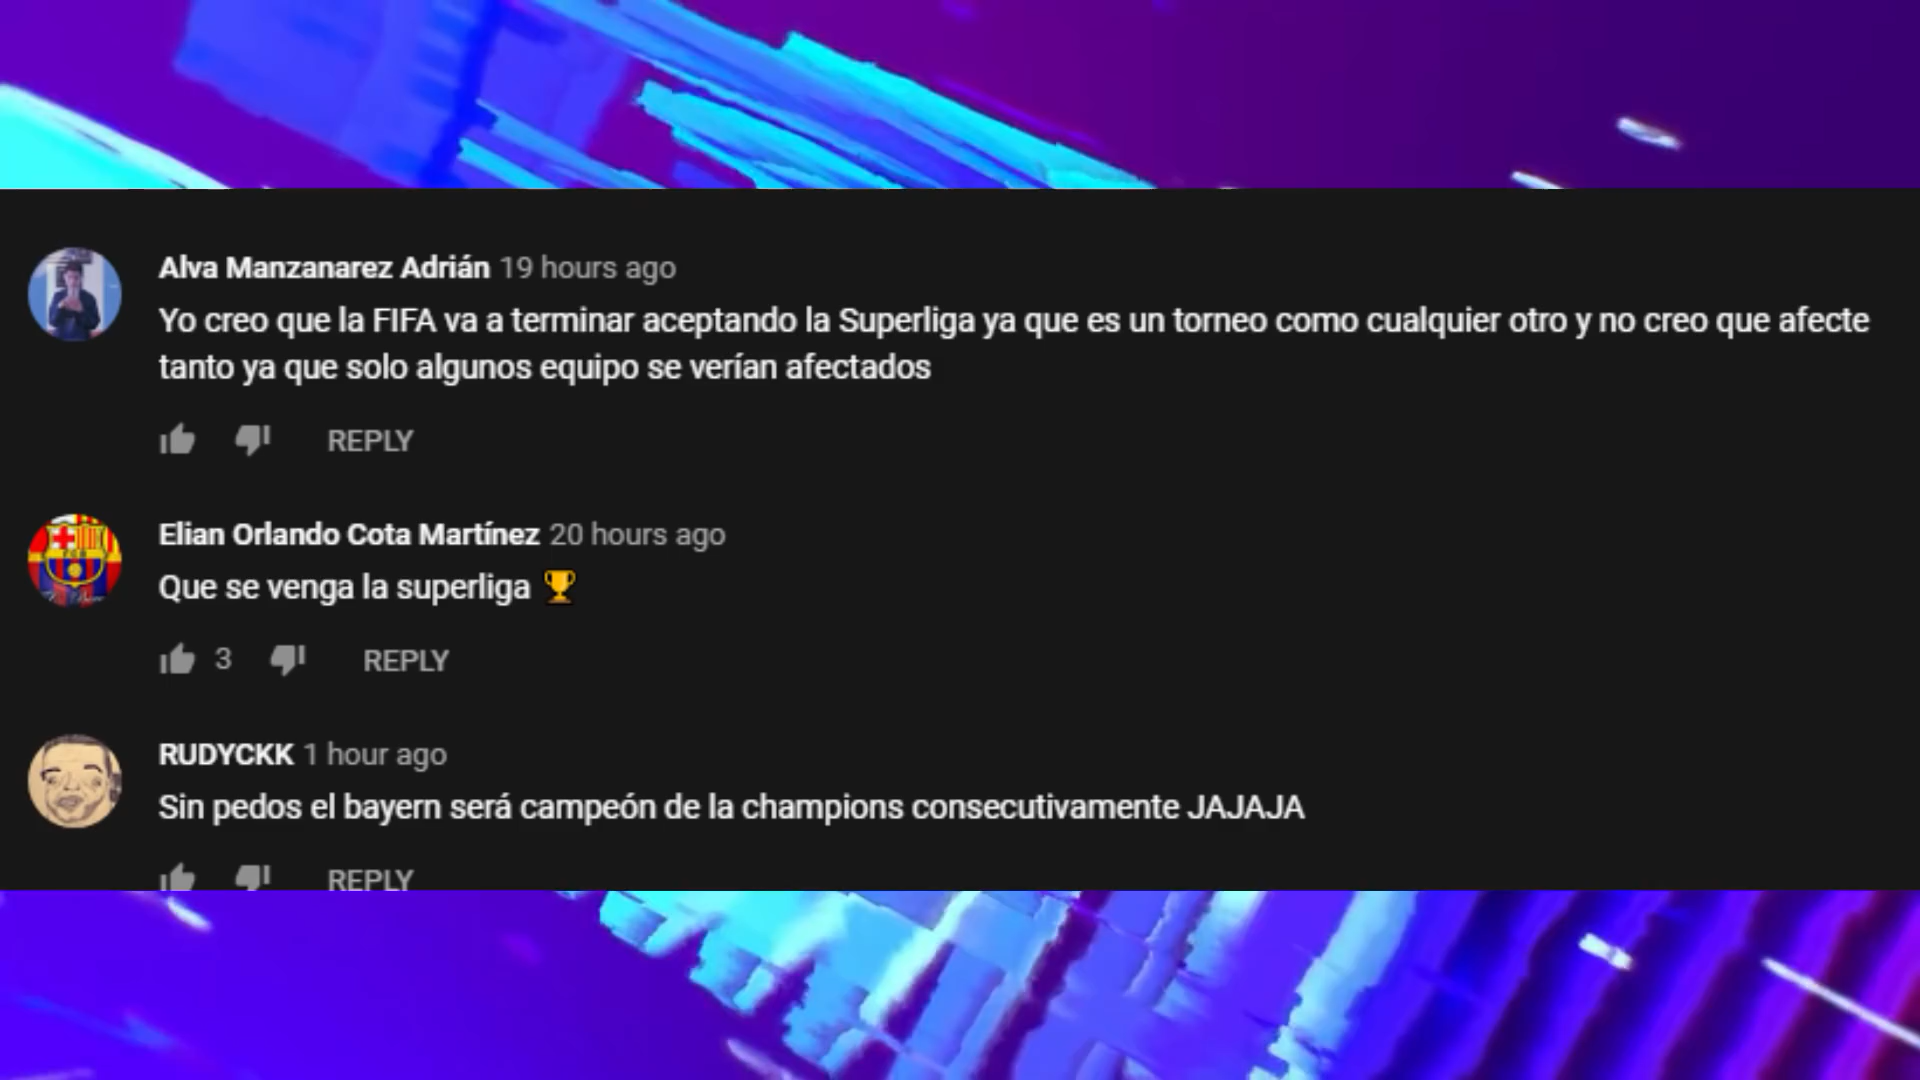 Alva Manzanarez Adrián 19 hours ago
Yo creo que la FIFA va a terminar aceptando la Superliga ya que es un torneo como cualquier otro y no creo que afecte
tanto ya que solo algunos equipo se verían afectados
REPLY
Elian Orlando Cota Martínez 20 hours ago
Que se venga la superliga 🏆
3 REPLY
RUDYCKK 1 hour ago
Sin pedos el bayern será campeón de la champions consecutivamente JAJAJA
REPLY